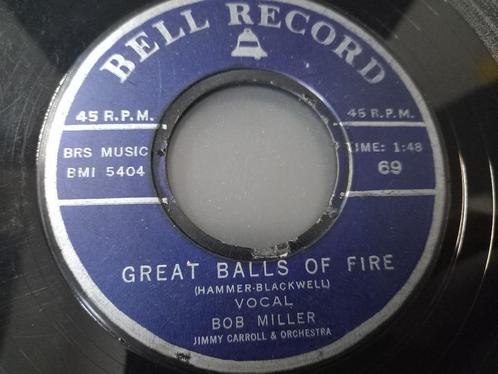 BELL RECORD
45 R.P.M. 45 R.P.M.
BRS MUSIC TIME: 1:48
BMI 5404 69
GREAT BALLS OF FIRE
(HAMMER-BLACKWELL)
VOCAL
BOB MILLER
JIMMY CARROLL & ORCHESTRA